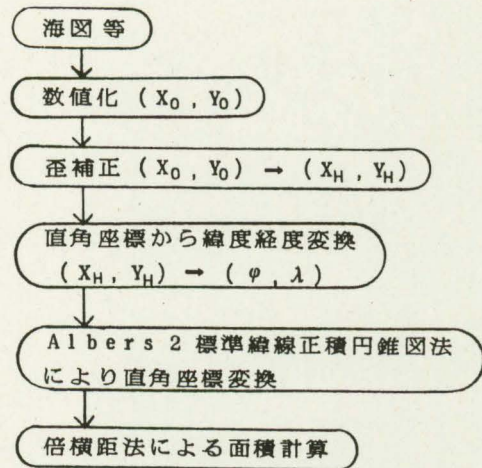 海図等
数値化 (X₀, Y₀)
歪補正 (X₀, Y₀) → (X_H, Y_H)
直角座標から緯度経度変換
(X_H, Y_H) → (φ, λ)
Albers 2 標準緯線正積円錐図法
により直角座標変換
倍横距法による面積計算